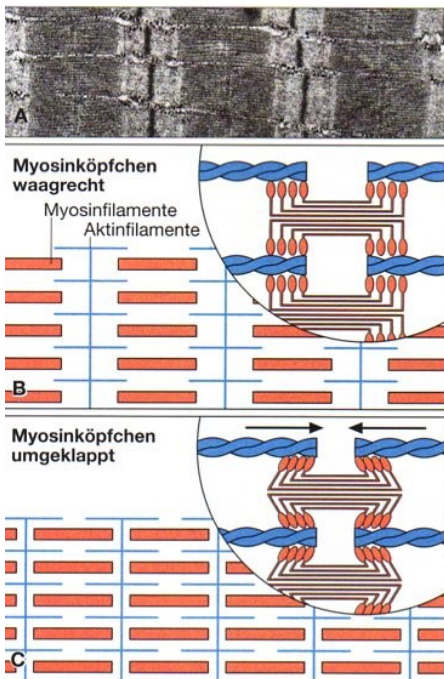 A
Myosinköpfchen
waagrecht
Myosinfilamente
Aktinfilamente
B
Myosinköpfchen
umgeklappt
C